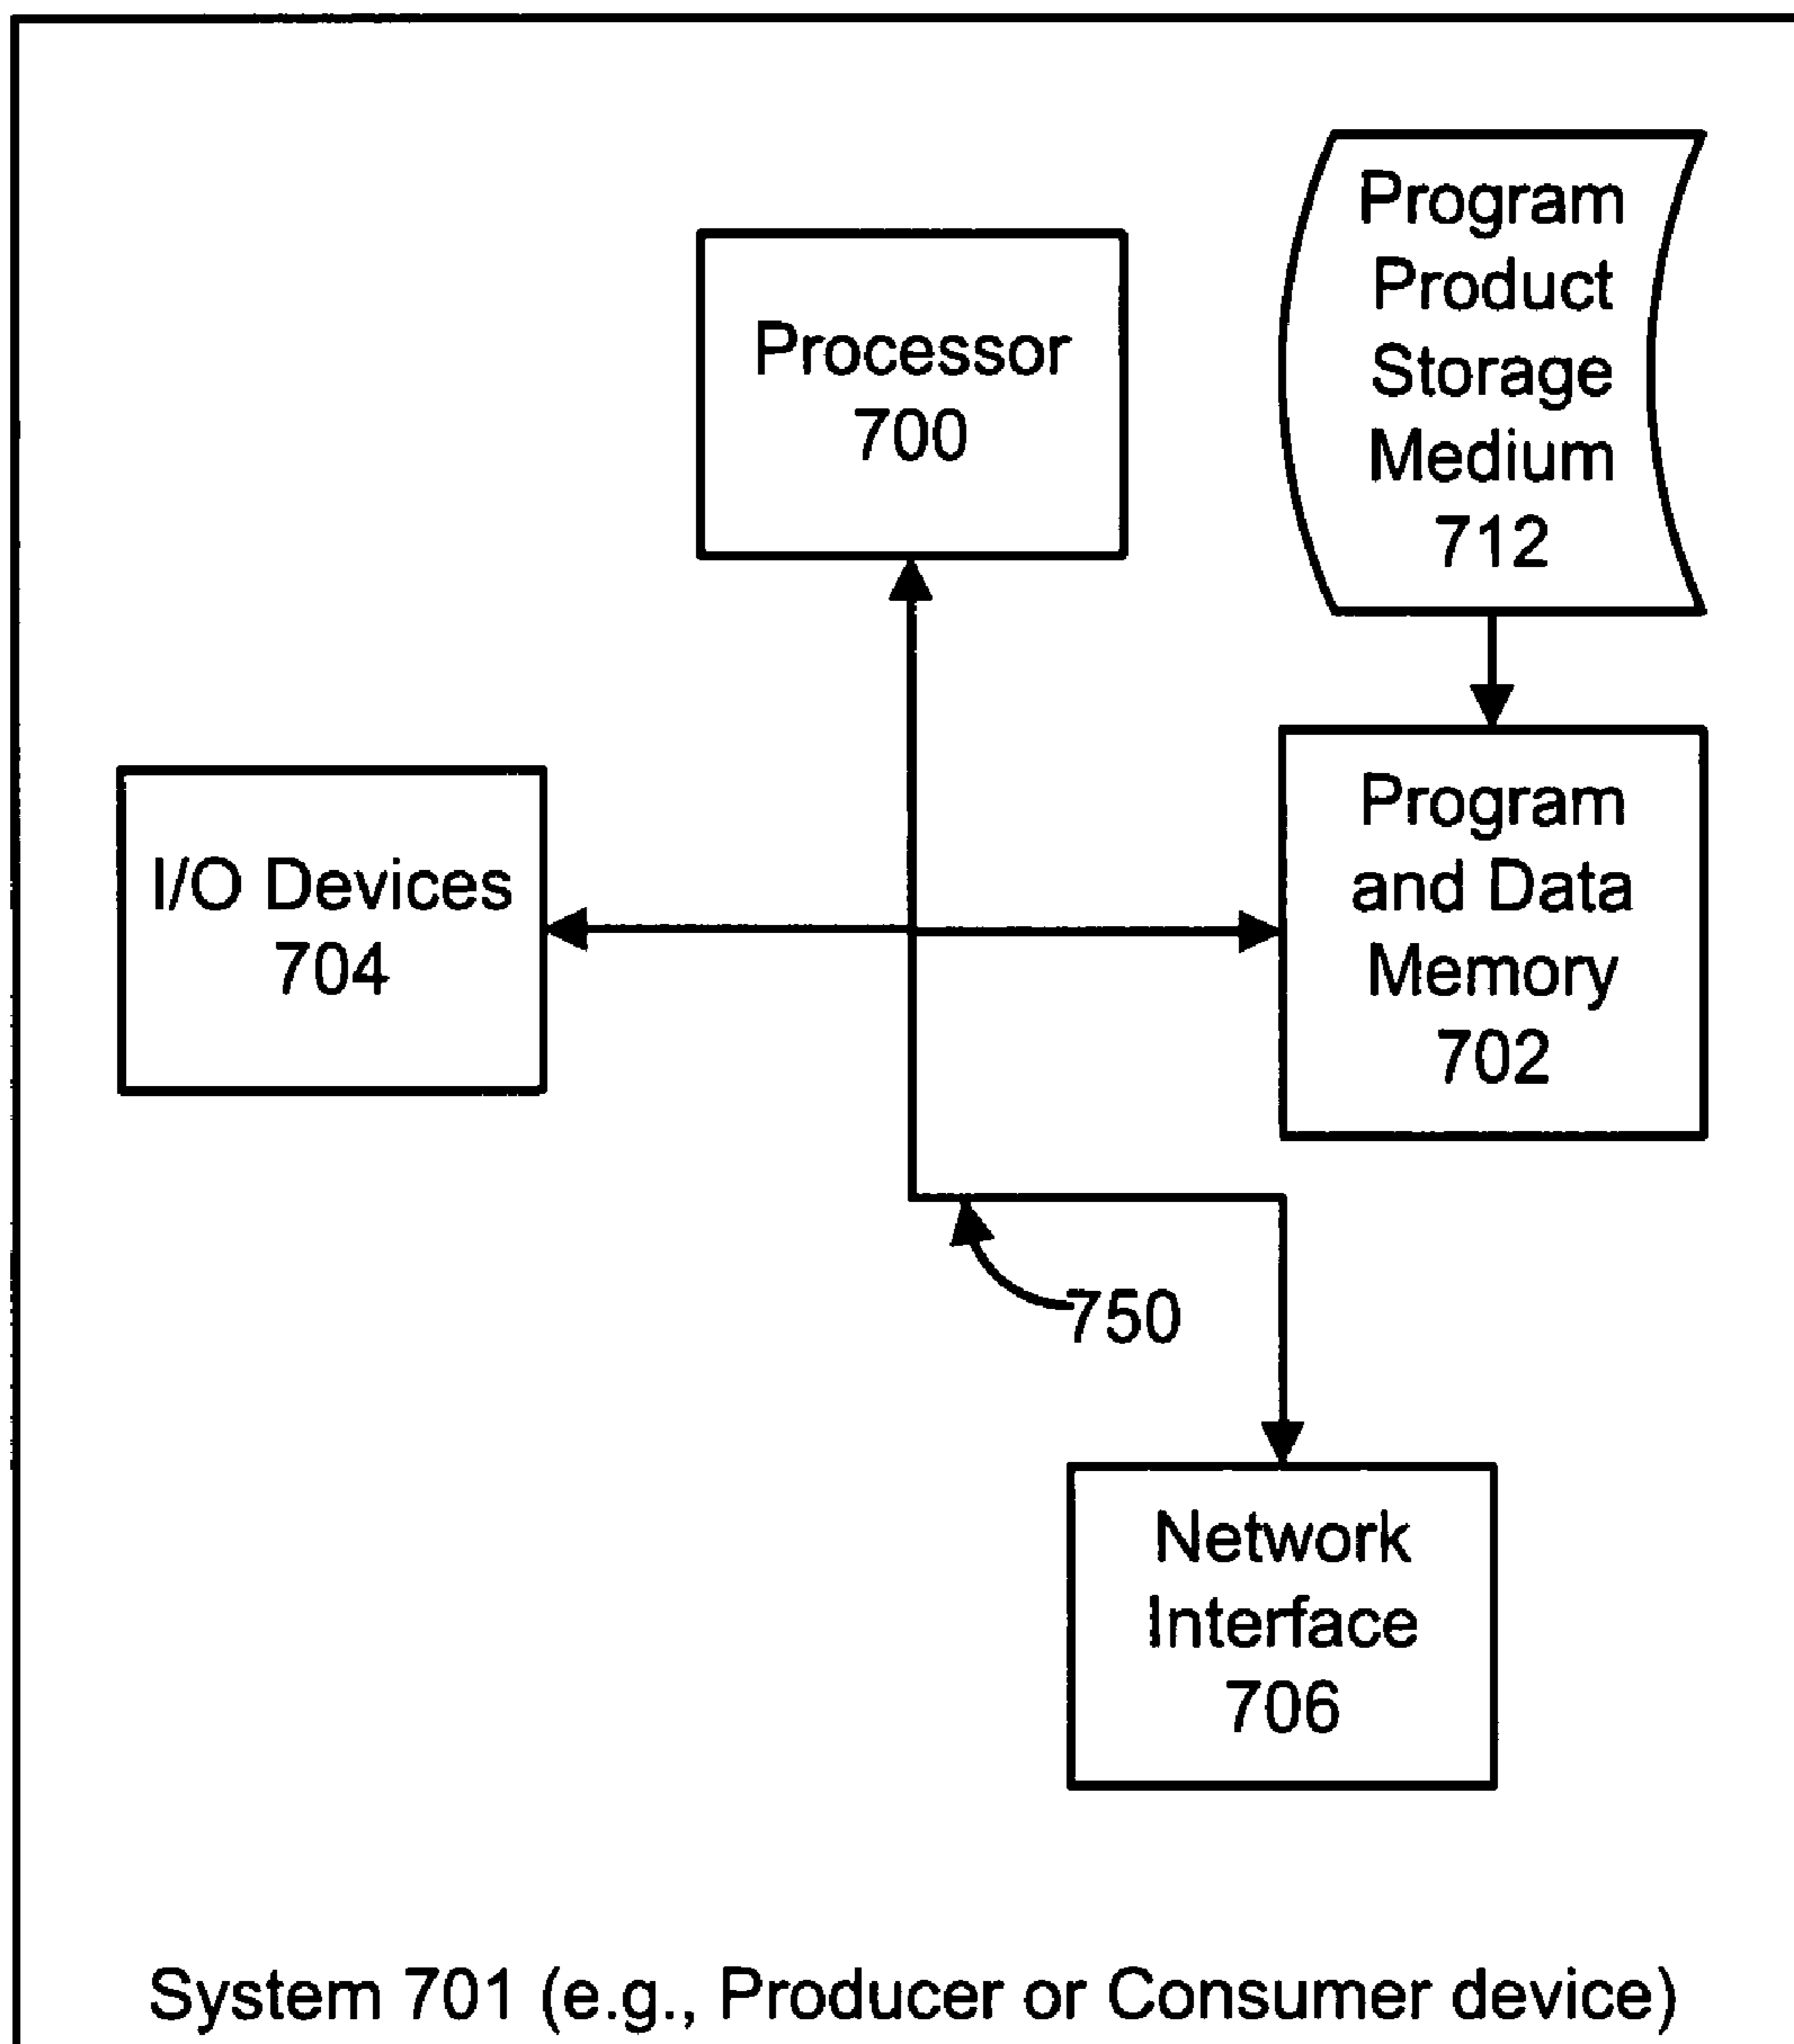 Program
Product
Storage
Medium
712
Processor
700
I/O Devices
704
Program
and Data
Memory
702
750
Network
Interface
706
System 701 (e.g., Producer or Consumer device)